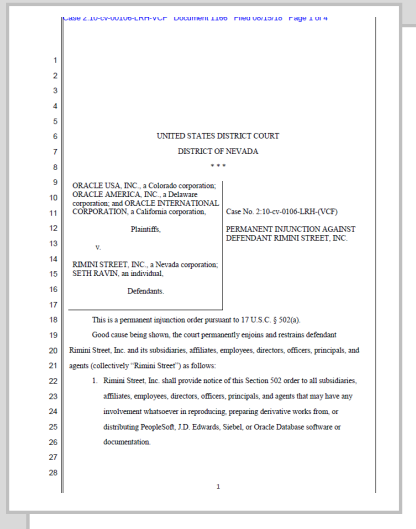 Case 2:10-cv-00106-LRH-VCF Document 1166 Filed 08/15/18 Page 1 of 4
1
2
3
4
5
6 UNITED STATES DISTRICT COURT
7 DISTRICT OF NEVADA
8 * * *
9 ORACLE USA, INC., a Colorado corporation;
10 ORACLE AMERICA, INC., a Delaware
corporation; and ORACLE INTERNATIONAL
11 CORPORATION, a California corporation, Case No. 2:10-cv-0106-LRH-(VCF)
12 Plaintiffs, PERMANENT INJUNCTION AGAINST
DEFENDANT RIMINI STREET, INC.
13 v.
14 RIMINI STREET, INC., a Nevada corporation;
15 SETH RAVIN, an individual,
16 Defendants.
17
18 This is a permanent injunction order pursuant to 17 U.S.C. § 502(a).
19 Good cause being shown, the court permanently enjoins and restrains defendant
20 Rimini Street, Inc. and its subsidiaries, affiliates, employees, directors, officers, principals, and
21 agents (collectively “Rimini Street”) as follows:
22 1. Rimini Street, Inc. shall provide notice of this Section 502 order to all subsidiaries,
23 affiliates, employees, directors, officers, principals, and agents that may have any
24 involvement whatsoever in reproducing, preparing derivative works from, or
25 distributing PeopleSoft, J.D. Edwards, Siebel, or Oracle Database software or
26 documentation.
27
28
1